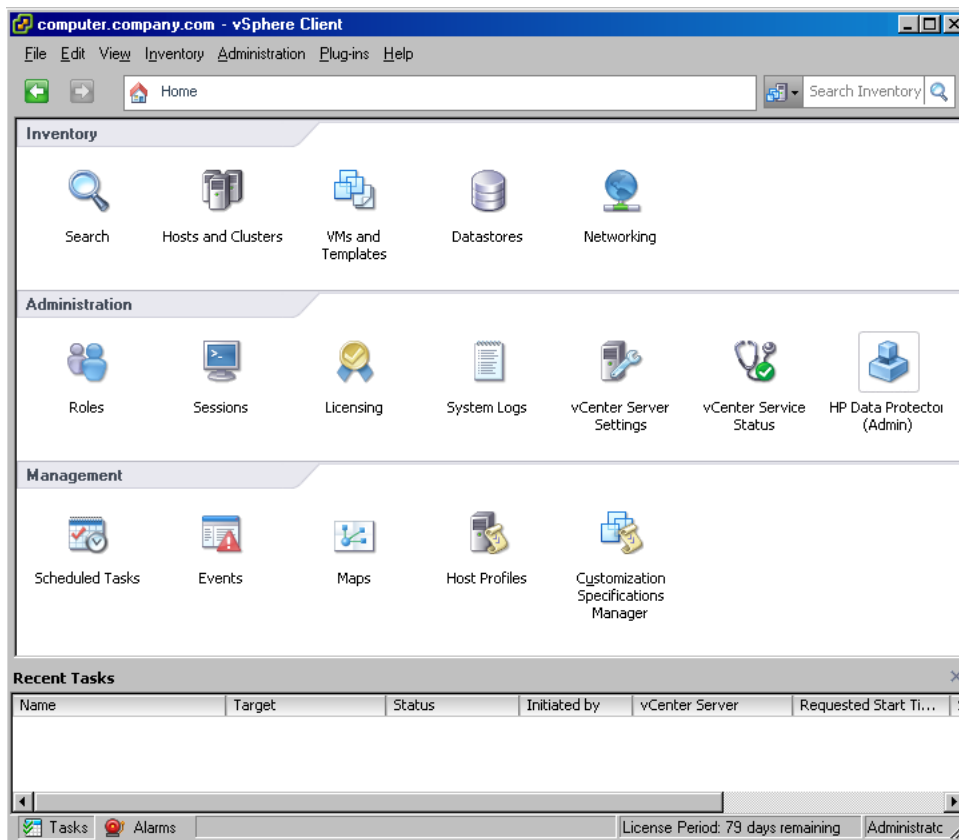 computer.company.com - vSphere Client
File Edit View Inventory Administration Plug-ins Help
Home
Search Inventory
Inventory
Search
Hosts and Clusters
VMs and
Templates
Datastores
Networking
Administration
Roles
Sessions
Licensing
System Logs
vCenter Server
Settings
vCenter Service
Status
HP Data Protector
(Admin)
Management
Scheduled Tasks
Events
Maps
Host Profiles
Customization
Specifications
Manager
Recent Tasks
Name Target Status Initiated by vCenter Server Requested Start Ti...
Tasks Alarms License Period: 79 days remaining Administratc